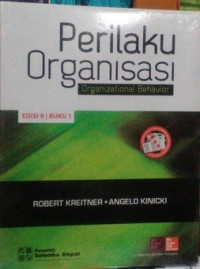 Perilaku
Organisasi
Organizational Behavior
EDISI 9 | BUKU 1
ROBERT KREITNER • ANGELO KINICKI
Penerbit
Salemba Empat